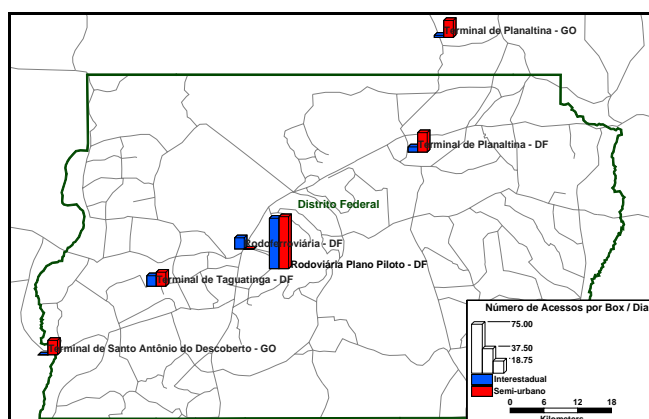 Terminal de Planaltina - GO
Terminal de Planaltina - DF
Distrito Federal
Rodoferroviária - DF
Rodoviária Plano Piloto - DF
Terminal de Taguatinga - DF
Terminal de Santo Antônio do Descoberto - GO
Número de Acessos por Box / Dia
75.00
37.50
18.75
Interestadual
Semi-urbano
0 6 12 18
Kilometers